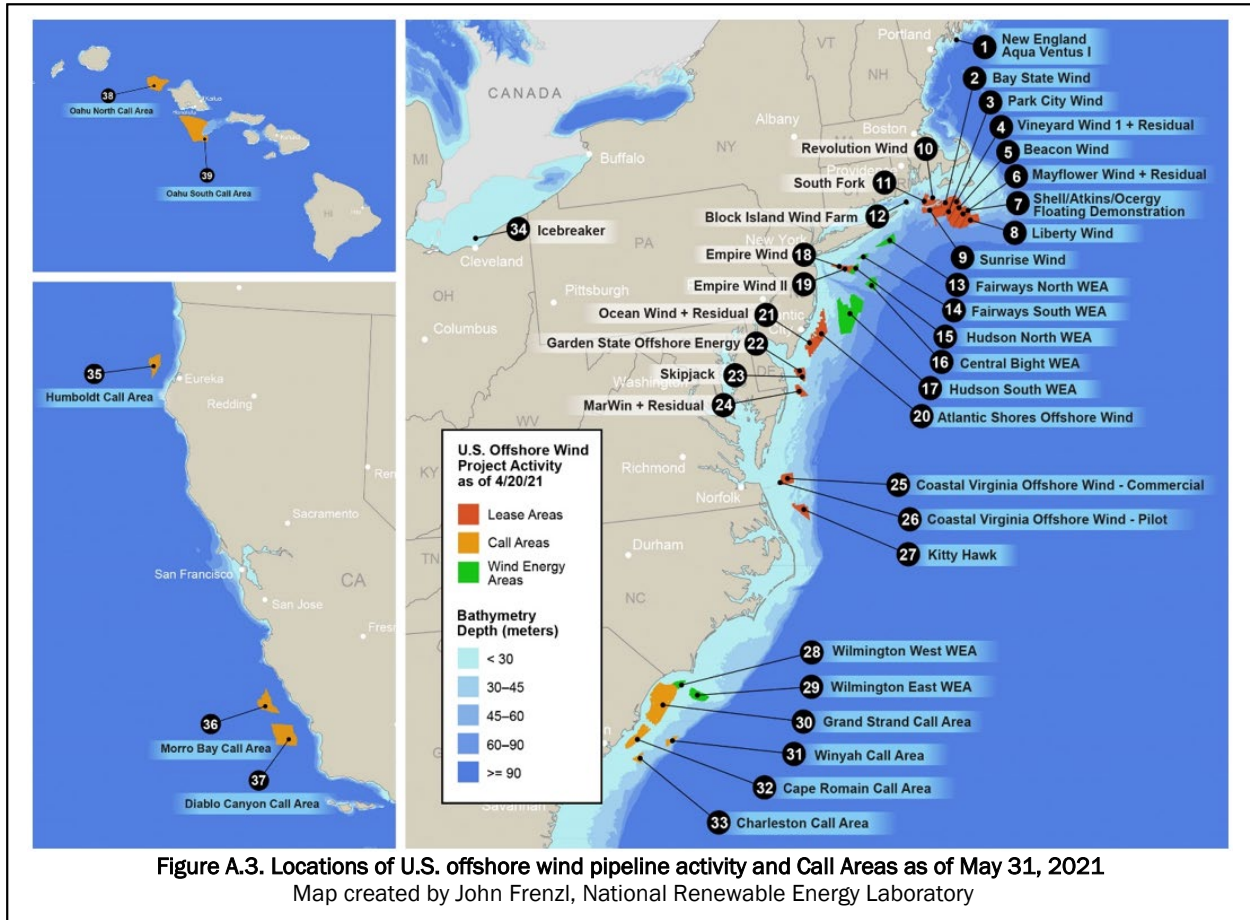 38
Oahu North Call Area
Kailua
Honolulu
39
Oahu South Call Area
HI
35
Humboldt Call Area
Eureka
Redding
Sacramento
San Francisco
CA
San Jose
36
Morro Bay Call Area
37
Diablo Canyon Call Area
Portland
VT
NH
1
New England
Aqua Ventus I
2
Bay State Wind
3
Park City Wind
4
Vineyard Wind 1 + Residual
5
Beacon Wind
6
Mayflower Wind + Residual
7
Shell/Atkins/Ocergy
Floating Demonstration
8
Liberty Wind
9
Sunrise Wind
Revolution Wind
10
South Fork
11
Block Island Wind Farm
12
13
Fairways North WEA
14
Fairways South WEA
15
Hudson North WEA
16
Central Bight WEA
17
Hudson South WEA
Empire Wind
18
Empire Wind II
19
20
Atlantic Shores Offshore Wind
Ocean Wind + Residual
21
Garden State Offshore Energy
22
Skipjack
23
MarWin + Residual
24
25
Coastal Virginia Offshore Wind - Commercial
26
Coastal Virginia Offshore Wind - Pilot
27
Kitty Hawk
28
Wilmington West WEA
29
Wilmington East WEA
30
Grand Strand Call Area
31
Winyah Call Area
32
Cape Romain Call Area
33
Charleston Call Area
34
Icebreaker
CANADA
MI
Buffalo
Albany
NY
Boston
Cleveland
PA
OH
Pittsburgh
Columbus
WV
DE
KY
Richmond
Norfolk
TN
Durham
NC
U.S. Offshore Wind
Project Activity
as of 4/20/21
Lease Areas
Call Areas
Wind Energy
Areas
Bathymetry
Depth (meters)
< 30
30–45
45–60
60–90
>= 90
Figure A.3. Locations of U.S. offshore wind pipeline activity and Call Areas as of May 31, 2021
Map created by John Frenzl, National Renewable Energy Laboratory